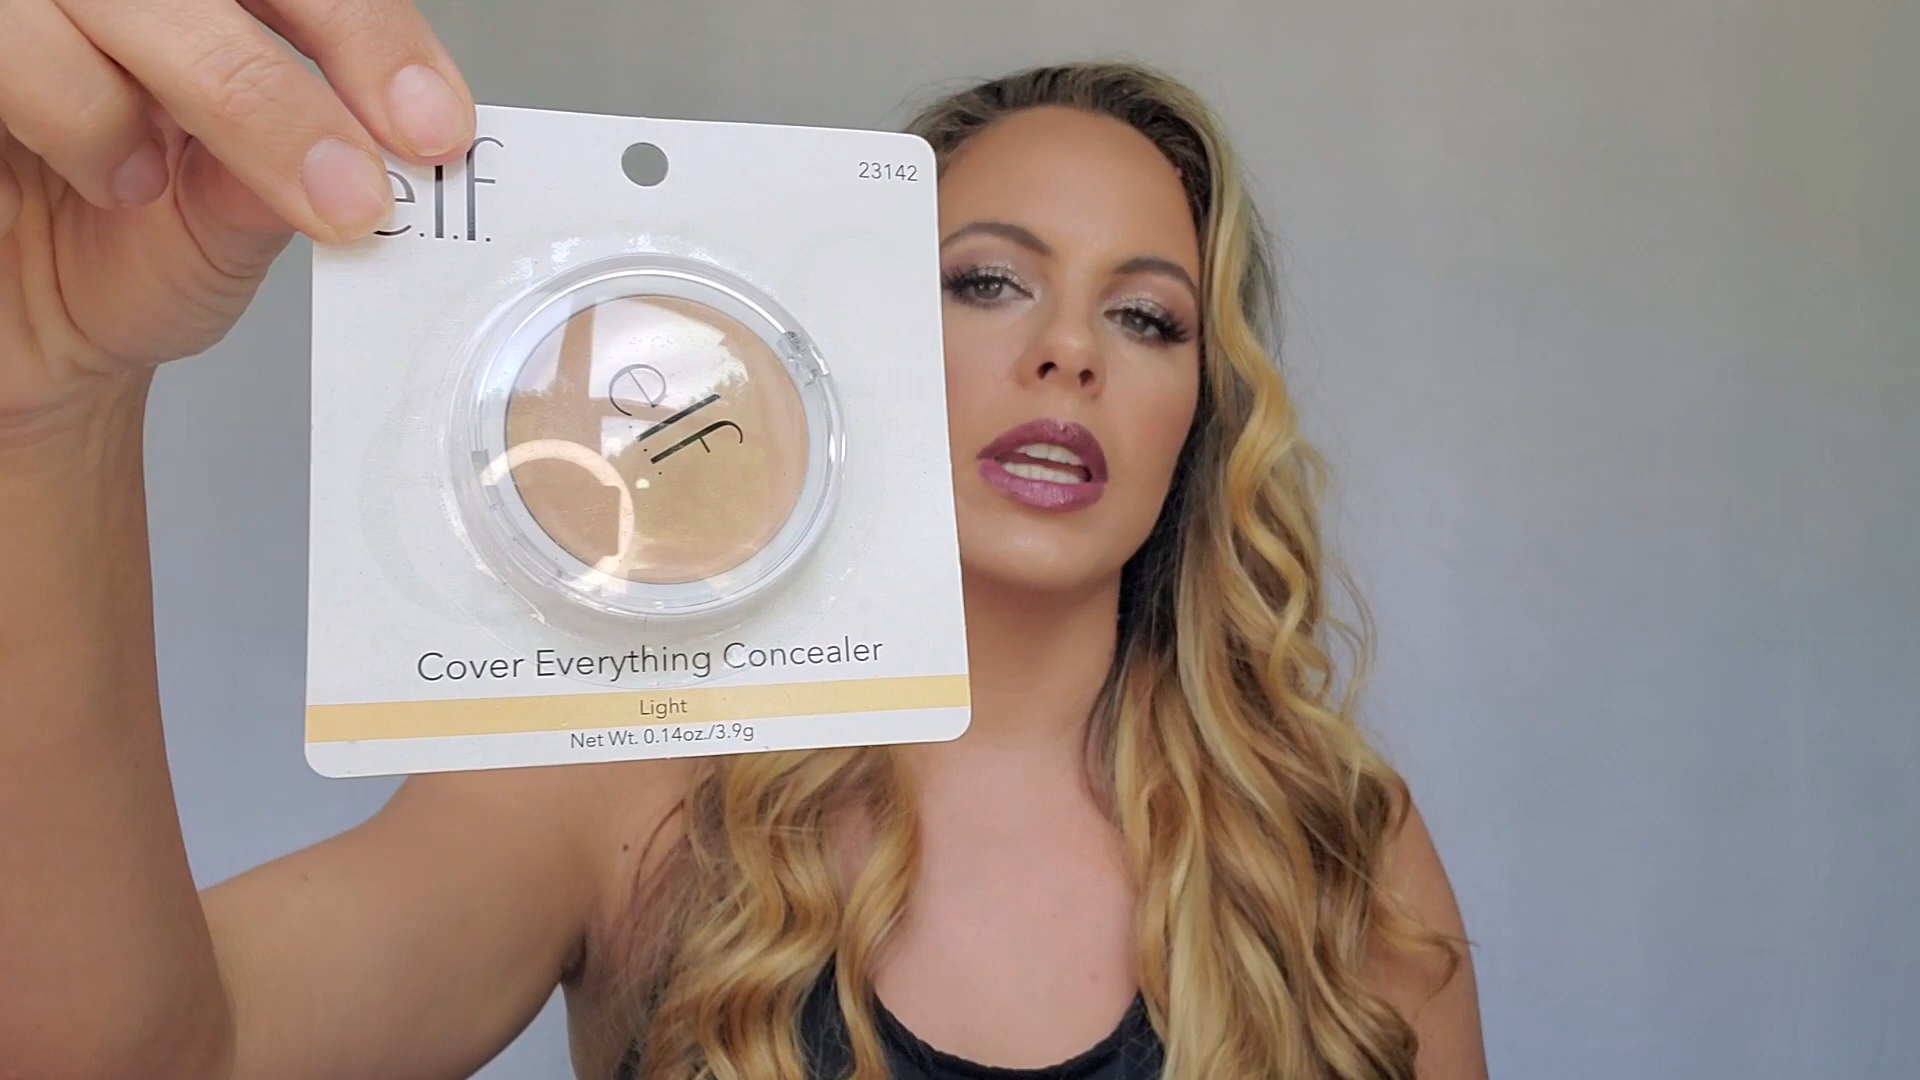 e.l.f.
23142
e.l.f.
Cover Everything Concealer
Light
Net Wt. 0.14oz./3.9g